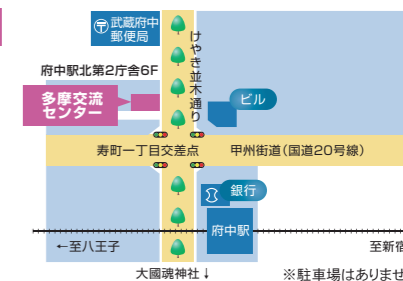 武蔵府中
郵便局
けやき並木通り
府中駅北第2庁舎6F
多摩交流
センター
ビル
寿町一丁目交差点
甲州街道(国道20号線)
銀行
府中駅
←至八王子
至新宿
大國魂神社↓
※駐車場はありませ